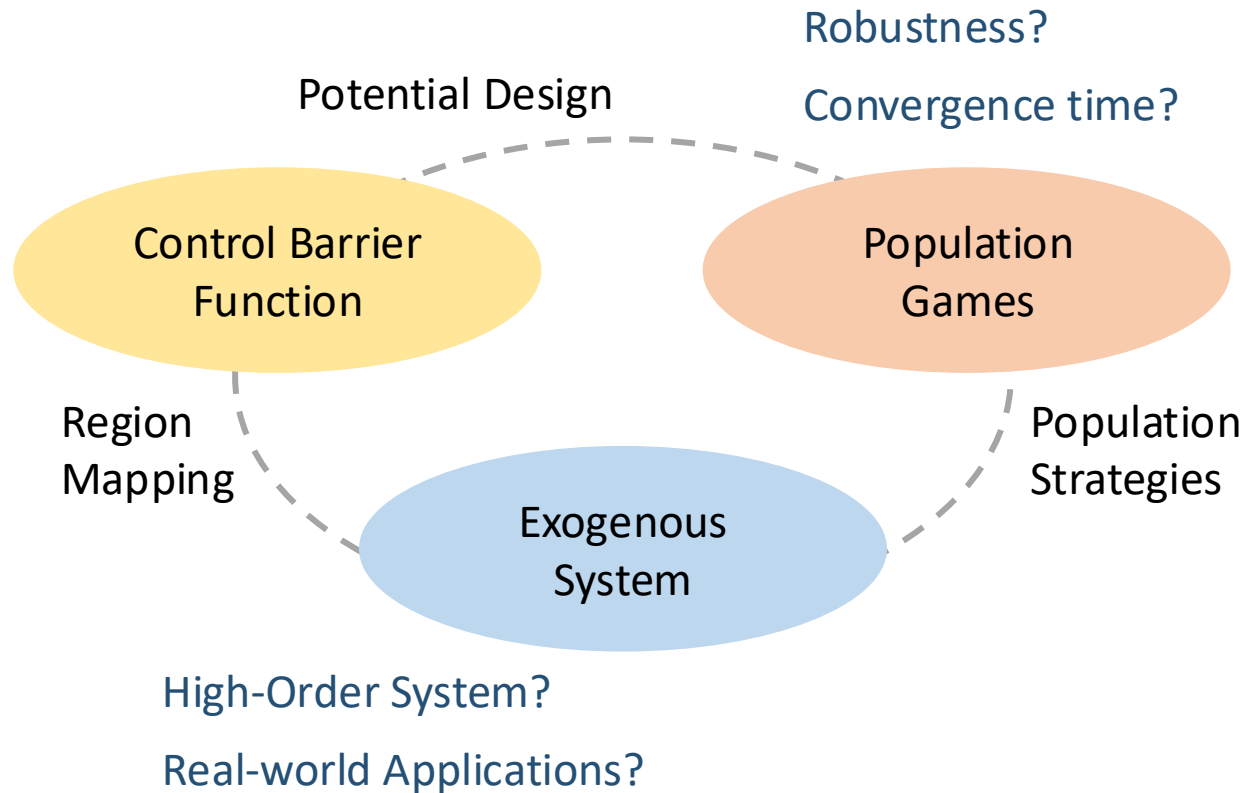 Robustness?
Potential Design
Convergence time?
Control Barrier
Function
Population
Games
Region
Mapping
Population
Strategies
Exogenous
System
High-Order System?
Real-world Applications?